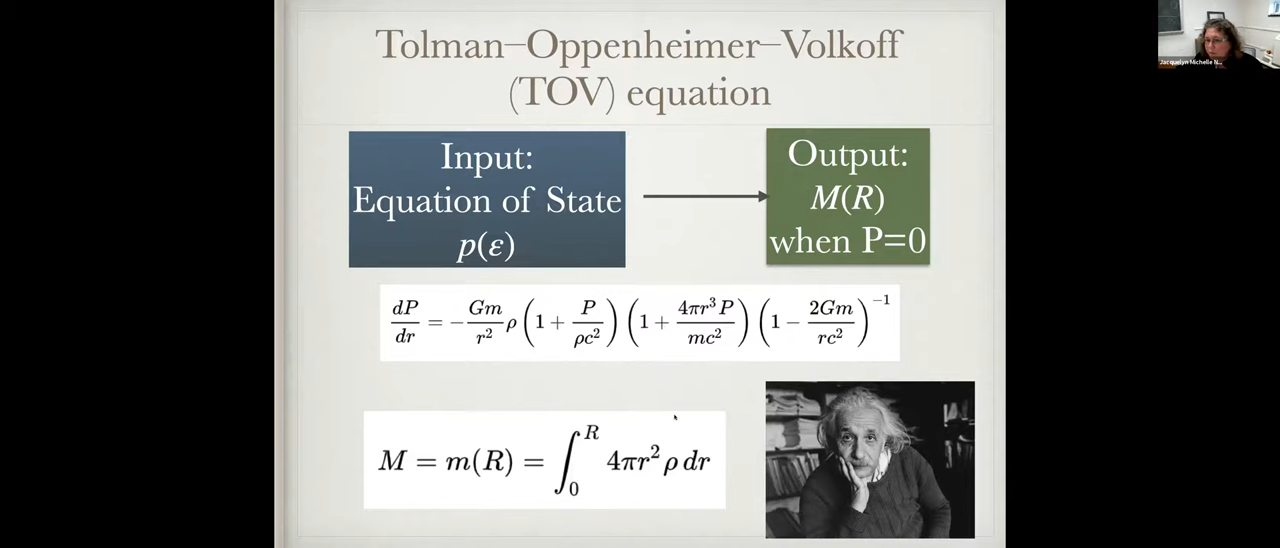 Tolman–Oppenheimer–Volkoff
(TOV) equation
Input:
Equation of State
p(ε)
Output:
M(R)
when P=0
dP/dr = −(Gm/r²) ρ (1 + P/(ρc²)) (1 + 4πr³P/(mc²)) (1 − 2Gm/(rc²))⁻¹
M = m(R) = ∫₀ᴿ 4πr² ρ dr
Jacquelyn Michelle N...